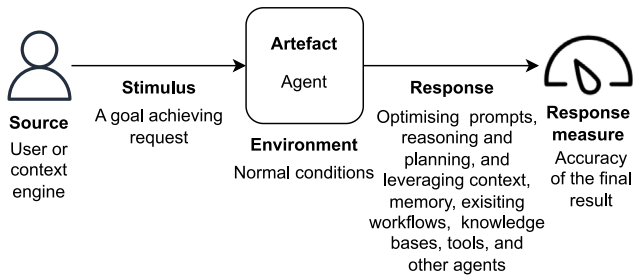 Source
User or
context
engine
Stimulus
A goal achieving
request
Artefact
Agent
Environment
Normal conditions
Response
Optimising prompts,
reasoning and
planning, and
leveraging context,
memory, exisiting
workflows, knowledge
bases, tools, and
other agents
Response
measure
Accuracy
of the final
result